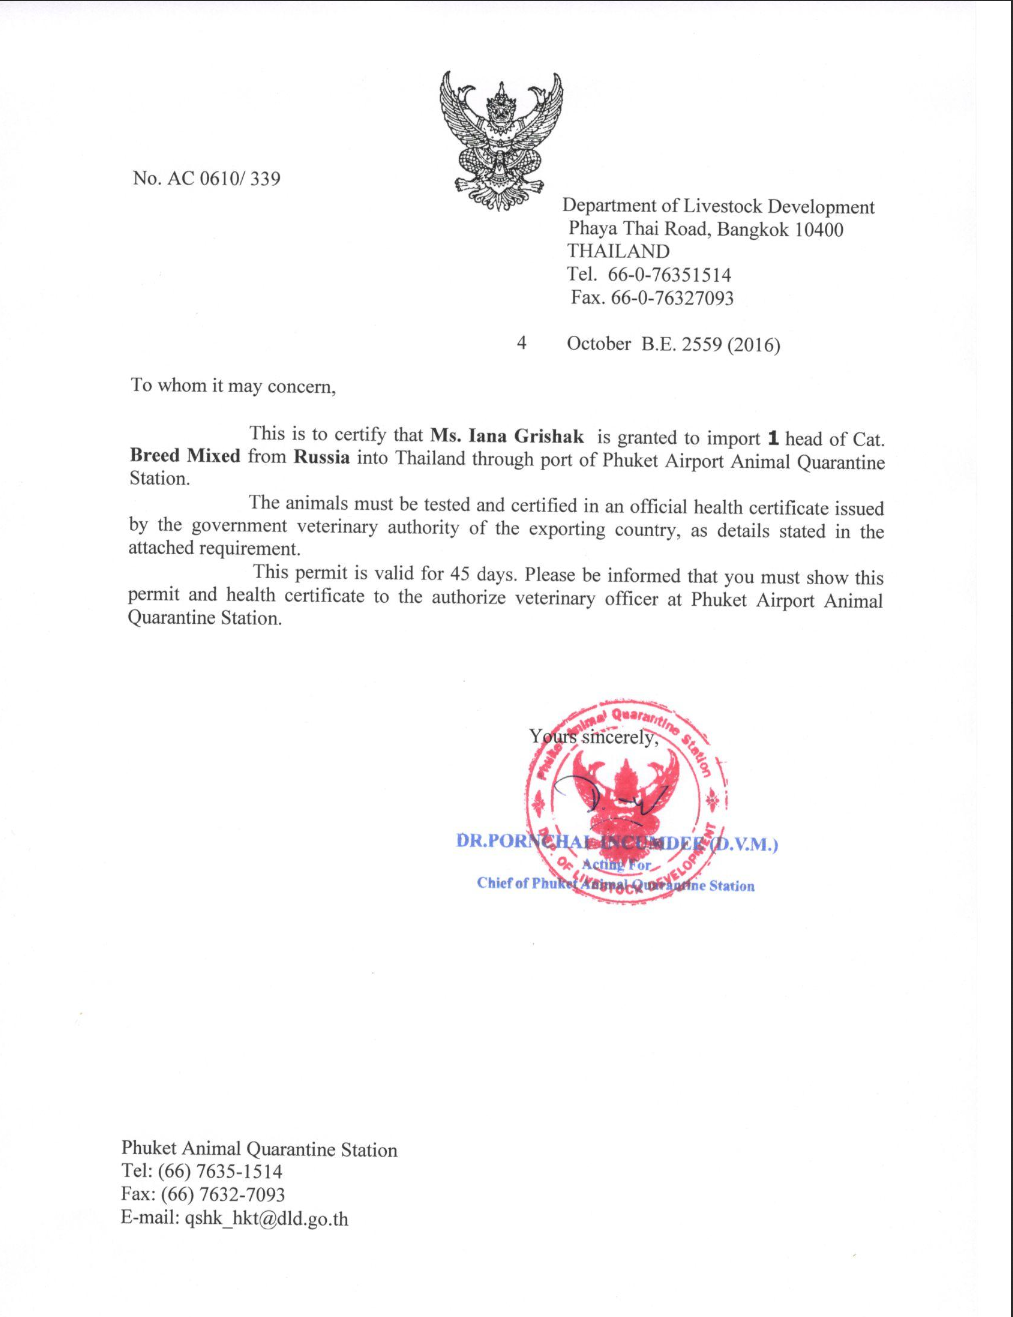 No. AC 0610/ 339
Department of Livestock Development
Phaya Thai Road, Bangkok 10400
THAILAND
Tel. 66-0-76351514
Fax. 66-0-76327093
4 October B.E. 2559 (2016)
To whom it may concern,
This is to certify that Ms. Iana Grishak is granted to import 1 head of Cat.
Breed Mixed from Russia into Thailand through port of Phuket Airport Animal Quarantine
Station.
The animals must be tested and certified in an official health certificate issued
by the government veterinary authority of the exporting country, as details stated in the
attached requirement.
This permit is valid for 45 days. Please be informed that you must show this
permit and health certificate to the authorize veterinary officer at Phuket Airport Animal
Quarantine Station.
Yours sincerely,
Phuket Animal Quarantine Station
DEP. OF LIVESTOCK DEVELOPMENT
DR.PORNCHAI INCUMDEE (D.V.M.)
Acting For
Chief of Phuket Animal Quarantine Station
Phuket Animal Quarantine Station
Tel: (66) 7635-1514
Fax: (66) 7632-7093
E-mail: qshk_hkt@dld.go.th